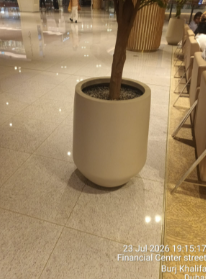 23 Jul 2026 19:15:17
Financial Center street
Burj Khalifa
Dubai